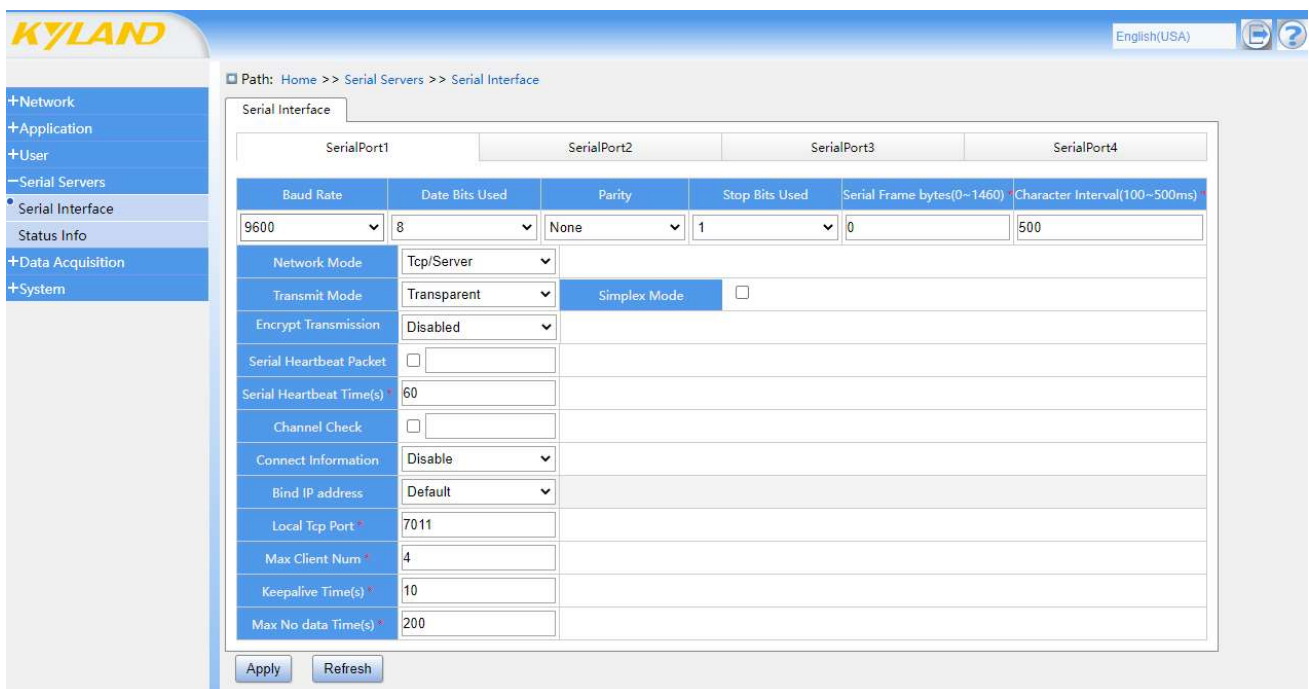 KYLAND
English(USA)
Path: Home >> Serial Servers >> Serial Interface
+Network
+Application
+User
−Serial Servers
Serial Interface
Status Info
+Data Acquisition
+System
Serial Interface
SerialPort1 SerialPort2 SerialPort3 SerialPort4
Baud Rate Date Bits Used Parity Stop Bits Used Serial Frame bytes(0~1460) * Character Interval(100~500ms) *
9600 8 None 1 0 500
Network Mode Tcp/Server
Transmit Mode Transparent Simplex Mode
Encrypt Transmission Disabled
Serial Heartbeat Packet
Serial Heartbeat Time(s) * 60
Channel Check
Connect Information Disable
Bind IP address Default
Local Tcp Port * 7011
Max Client Num * 4
Keepalive Time(s) * 10
Max No data Time(s) * 200
Apply Refresh